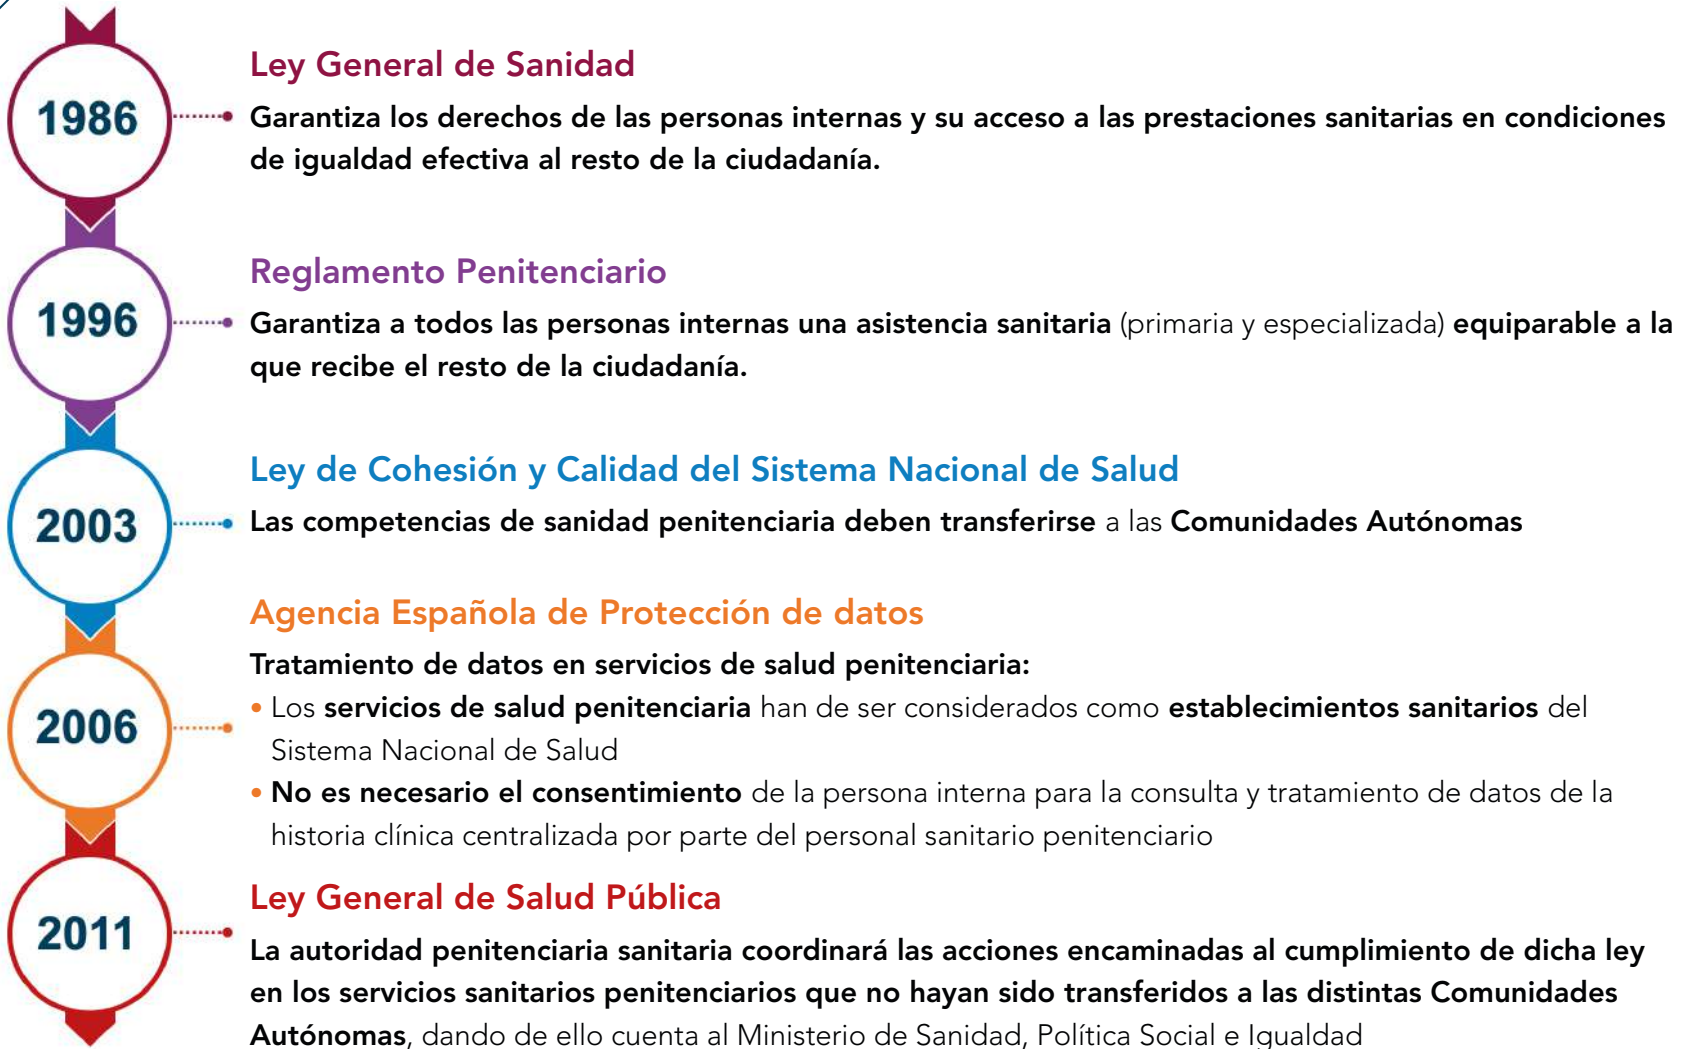 1986
Ley General de Sanidad
Garantiza los derechos de las personas internas y su acceso a las prestaciones sanitarias en condiciones
de igualdad efectiva al resto de la ciudadanía.
1996
Reglamento Penitenciario
Garantiza a todos las personas internas una asistencia sanitaria (primaria y especializada) equiparable a la
que recibe el resto de la ciudadanía.
2003
Ley de Cohesión y Calidad del Sistema Nacional de Salud
Las competencias de sanidad penitenciaria deben transferirse a las Comunidades Autónomas
2006
Agencia Española de Protección de datos
Tratamiento de datos en servicios de salud penitenciaria:
• Los servicios de salud penitenciaria han de ser considerados como establecimientos sanitarios del
Sistema Nacional de Salud
• No es necesario el consentimiento de la persona interna para la consulta y tratamiento de datos de la
historia clínica centralizada por parte del personal sanitario penitenciario
2011
Ley General de Salud Pública
La autoridad penitenciaria sanitaria coordinará las acciones encaminadas al cumplimiento de dicha ley
en los servicios sanitarios penitenciarios que no hayan sido transferidos a las distintas Comunidades
Autónomas, dando de ello cuenta al Ministerio de Sanidad, Política Social e Igualdad